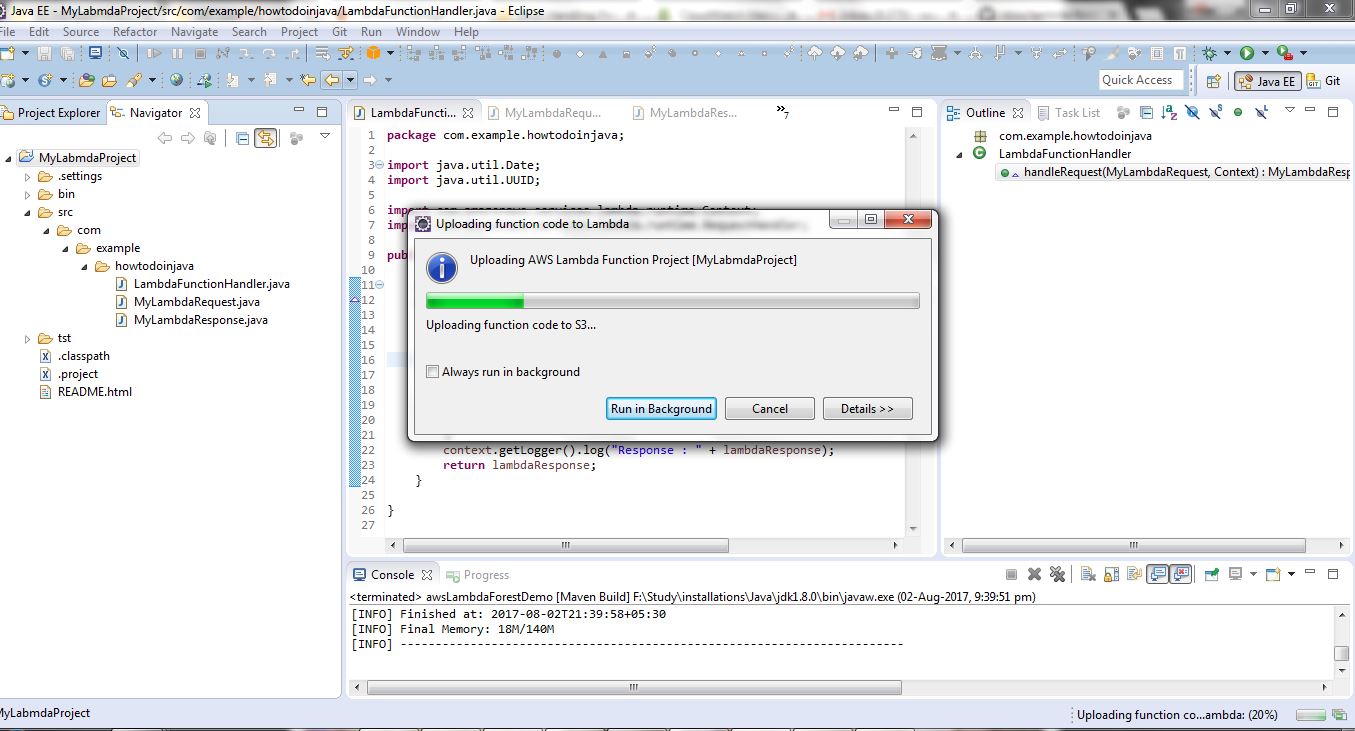 Java EE - MyLabmdaProject/src/com/example/howtodoinjava/LambdaFunctionHandler.java - Eclipse
File Edit Source Refactor Navigate Search Project Git Run Window Help
Quick Access Java EE Git
Project Explorer Navigator
MyLabmdaProject
.settings
bin
src
com
example
howtodoinjava
LambdaFunctionHandler.java
MyLambdaRequest.java
MyLambdaResponse.java
tst
.classpath
.project
README.html
LambdaFuncti... MyLambdaRequ... MyLambdaRes... »7
1 package com.example.howtodoinjava;
2
3 import java.util.Date;
4 import java.util.UUID;
5
6
7
8
9
10
11
12
13
14
15
16
17
18
19
20
21
22 context.getLogger().log("Response : " + lambdaResponse);
23 return lambdaResponse;
24 }
25
26 }
27
Uploading function code to Lambda
Uploading AWS Lambda Function Project [MyLabmdaProject]
Uploading function code to S3...
Always run in background
Run in Background Cancel Details >>
Outline Task List
com.example.howtodoinjava
LambdaFunctionHandler
handleRequest(MyLambdaRequest, Context) : MyLambdaResp
Console Progress
<terminated> awsLambdaForestDemo [Maven Build] F:\Study\installations\Java\jdk1.8.0\bin\javaw.exe (02-Aug-2017, 9:39:51 pm)
[INFO] Finished at: 2017-08-02T21:39:58+05:30
[INFO] Final Memory: 18M/140M
[INFO] ------------------------------------------------------------------------
MyLabmdaProject
Uploading function co...ambda: (20%)